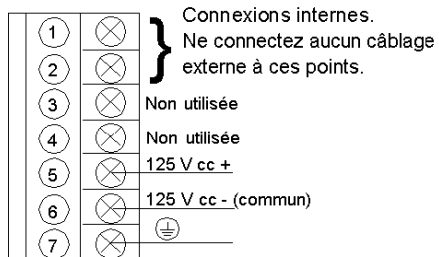 Connexions internes.
1
Ne connectez aucun câblage
2
externe à ces points.
3 Non utilisée
4 Non utilisée
5 125 V cc +
6 125 V cc - (commun)
7